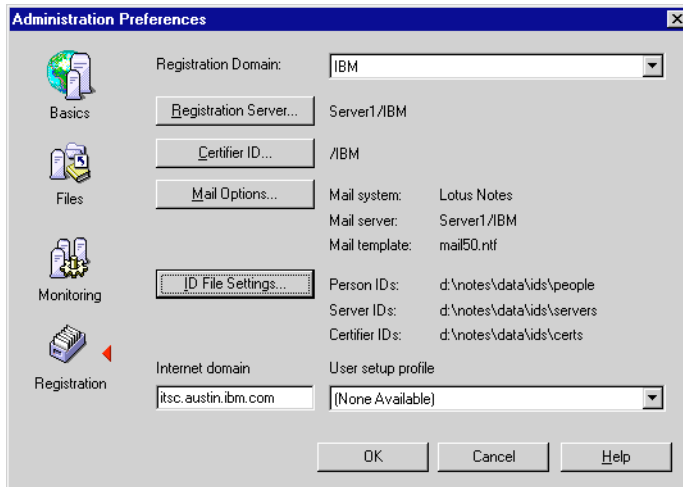 Administration Preferences
Basics
Files
Monitoring
Registration
Registration Domain: IBM
Registration Server... Server1/IBM
Certifier ID... /IBM
Mail Options... Mail system: Lotus Notes
Mail server: Server1/IBM
Mail template: mail50.ntf
ID File Settings... Person IDs: d:\notes\data\ids\people
Server IDs: d:\notes\data\ids\servers
Certifier IDs: d:\notes\data\ids\certs
Internet domain User setup profile
itsc.austin.ibm.com (None Available)
OK Cancel Help